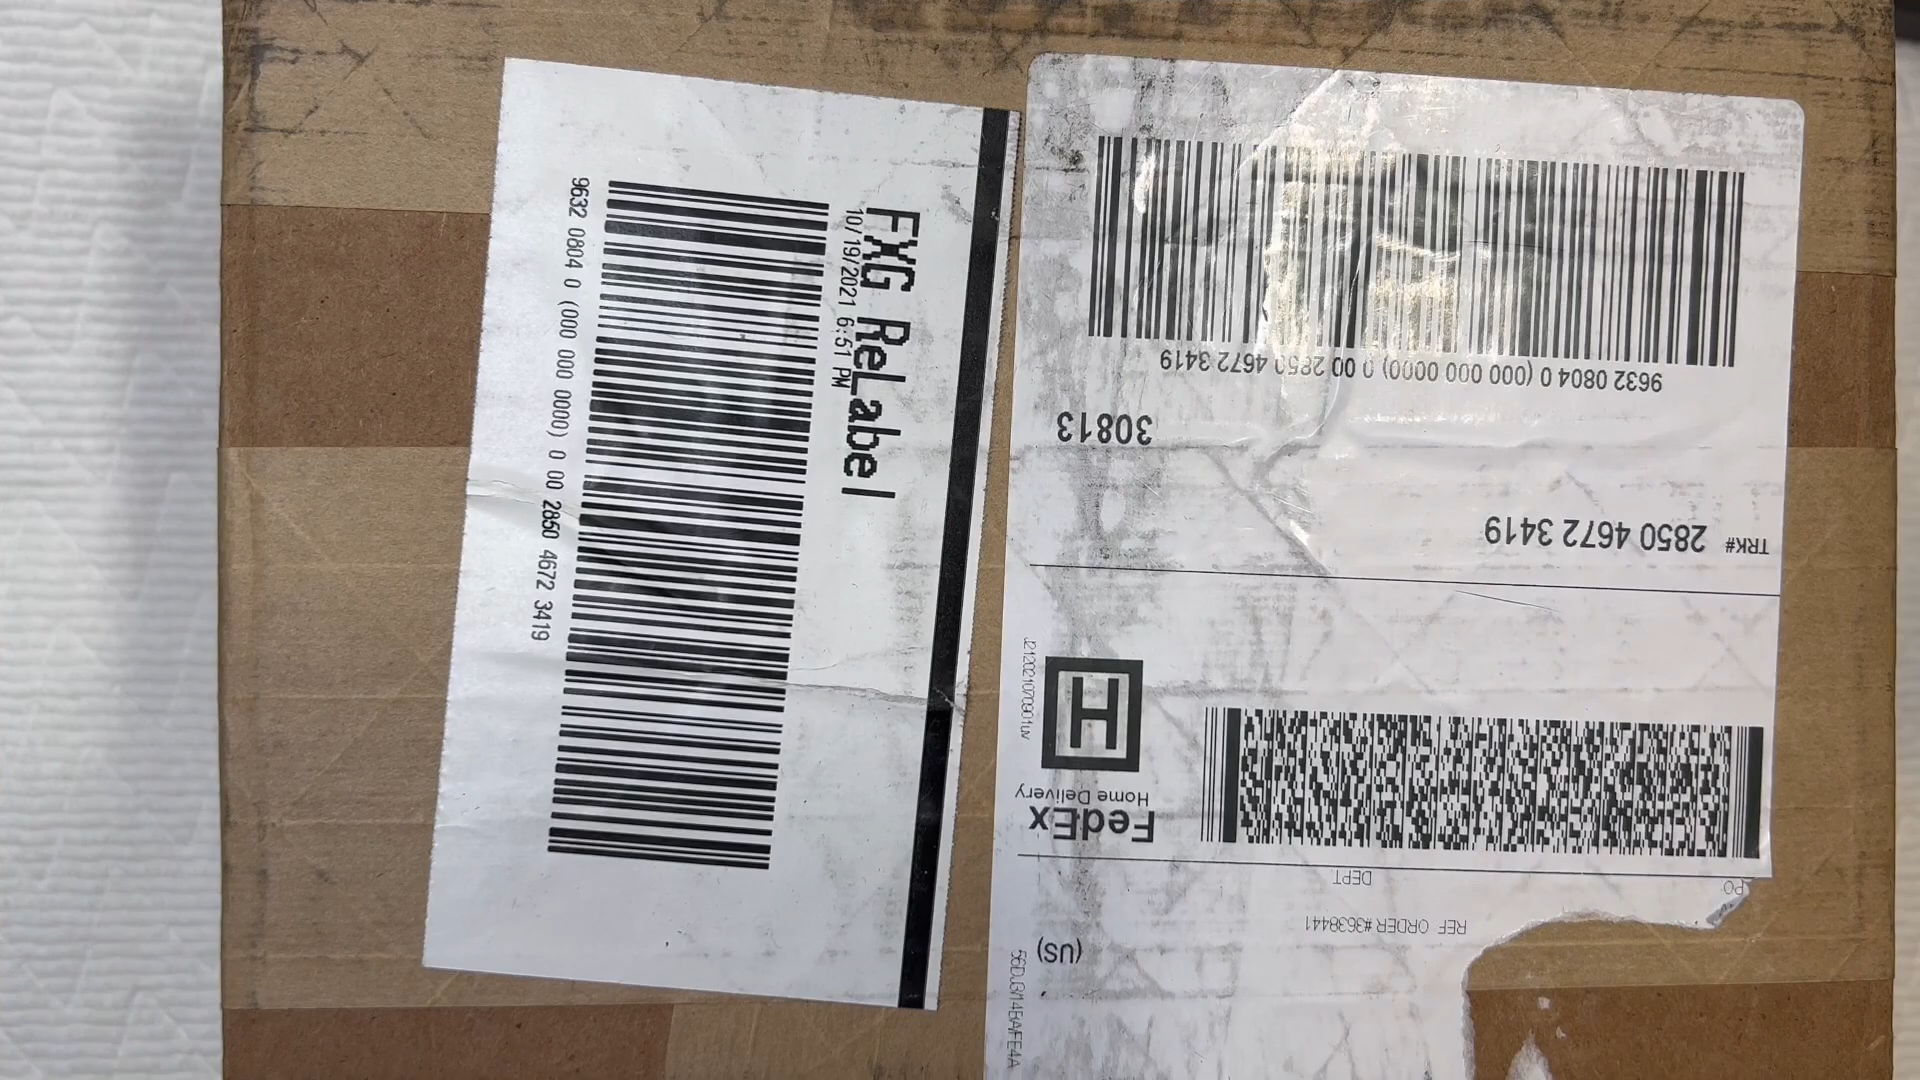 FXG ReLabel
10/19/2021 6:51 PM
9632 0804 0 (000 000 0000) 0 00 2850 4672 3419
(US)
REF ORDER #3638441
PO
DEPT
FedEx
Home Delivery
H
TRK# 2850 4672 3419
30813
9632 0804 0 (000 000 0000) 0 00 2850 4672 3419